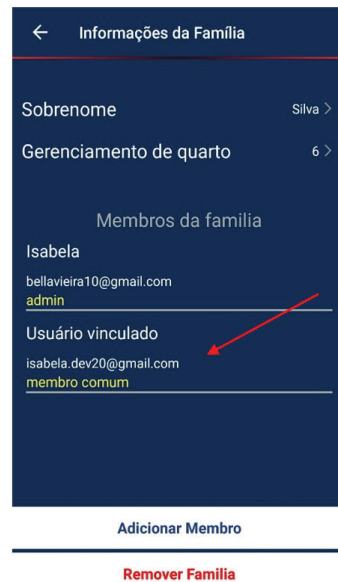 Informações da Família
Sobrenome Silva >
Gerenciamento de quarto 6 >
Membros da familia
Isabela
bellavieira10@gmail.com
admin
Usuário vinculado
isabela.dev20@gmail.com
membro comum
Adicionar Membro
Remover Familia